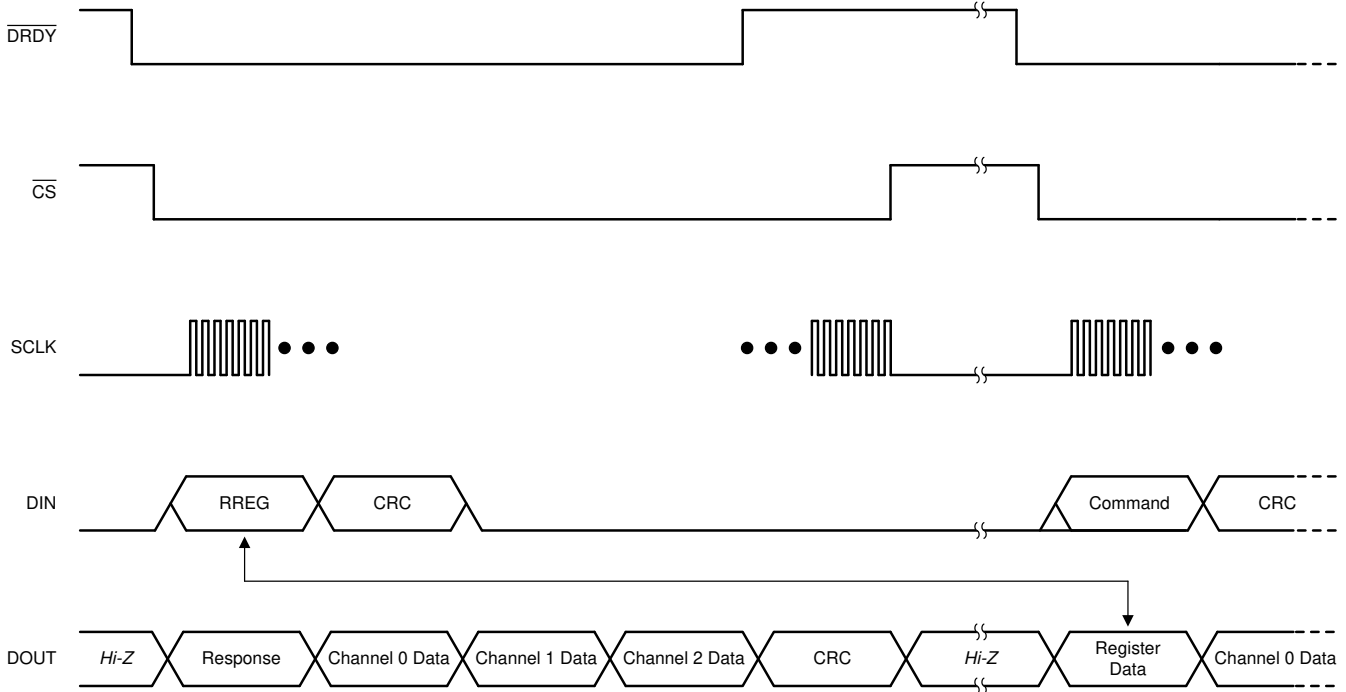 DRDY
CS
SCLK
DIN
RREG
CRC
Command
CRC
DOUT
Hi-Z
Response
Channel 0 Data
Channel 1 Data
Channel 2 Data
CRC
Hi-Z
Register
Data
Channel 0 Data